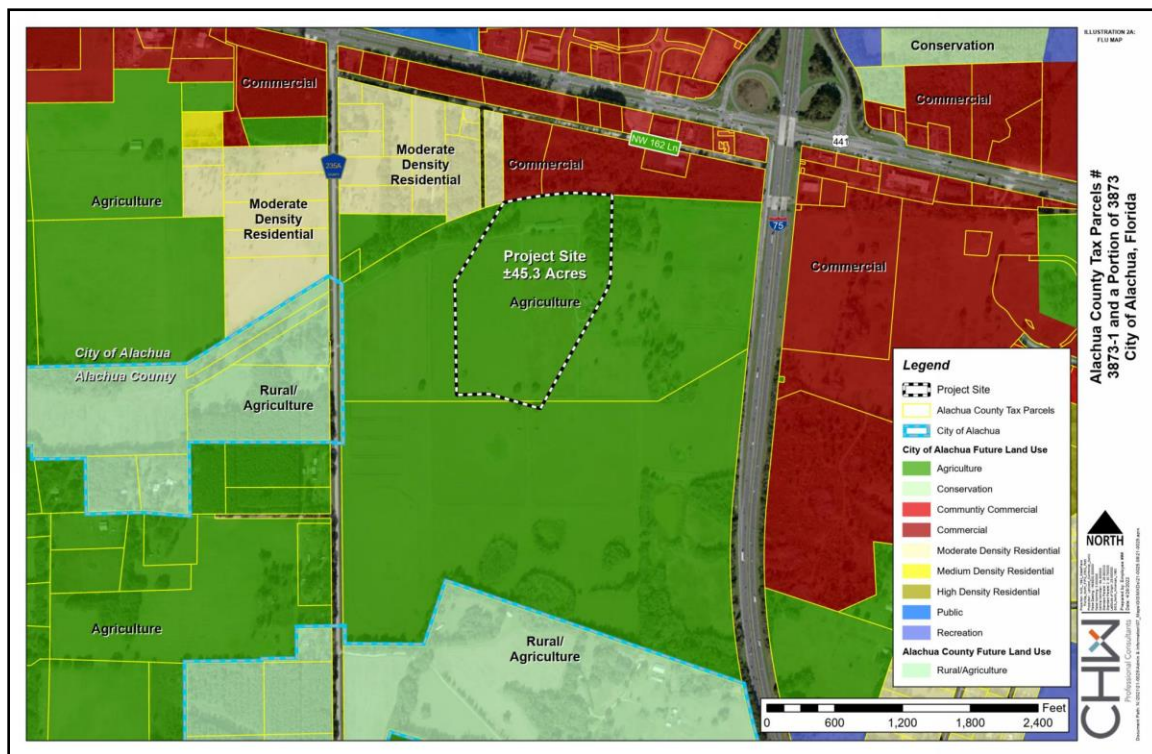 ILLUSTRATION 2A:
FLU MAP
Conservation
Commercial
Commercial
NW 162 Ln
441
Moderate
Density
Residential
Commercial
235A
Agriculture
Moderate
Density
Residential
75
Project Site
±45.3 Acres
Agriculture
Commercial
City of Alachua
Alachua County
Rural/
Agriculture
Agriculture
Rural/
Agriculture
Legend
Project Site
Alachua County Tax Parcels
City of Alachua
City of Alachua Future Land Use
Agriculture
Conservation
Communtiy Commercial
Commercial
Moderate Density Residential
Medium Density Residential
High Density Residential
Public
Recreation
Alachua County Future Land Use
Rural/Agriculture
Feet
0 600 1,200 1,800 2,400
Alachua County Tax Parcels #
3873-1 and a Portion of 3873
City of Alachua, Florida
NORTH
CHW
Professional Consultants